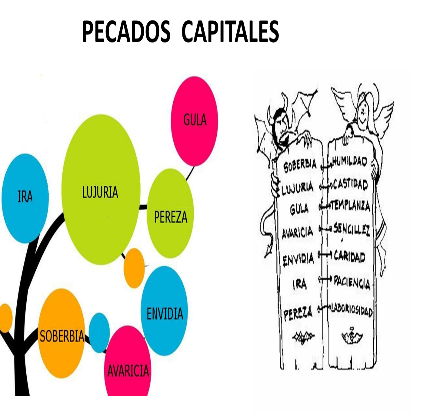 PECADOS CAPITALES
GULA
IRA
LUJURIA
PEREZA
ENVIDIA
SOBERBIA
AVARICIA
SOBERBIA HUMILDAD
LUJURIA CASTIDAD
GULA TEMPLANZA
AVARICIA SENCILLEZ
ENVIDIA CARIDAD
IRA PACIENCIA
PEREZA LABORIOSIDAD